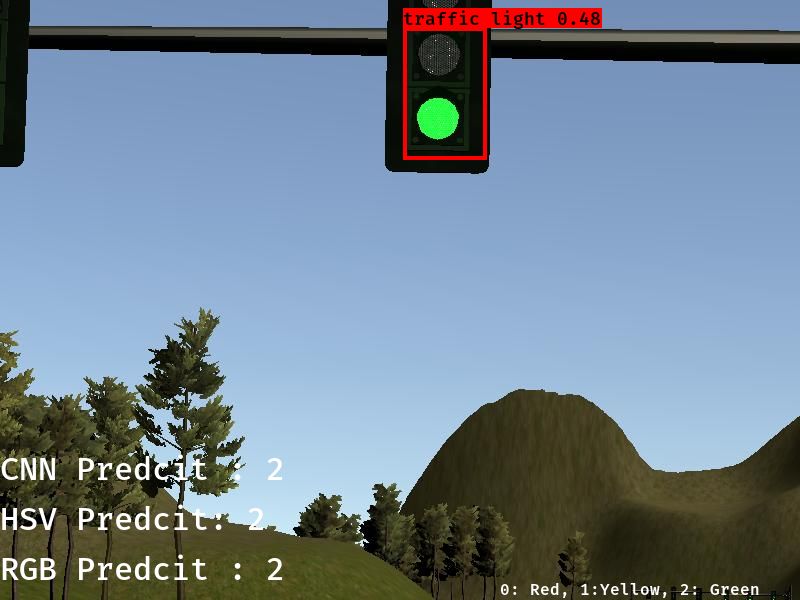 traffic light 0.48
CNN Predcit : 2
HSV Predcit: 2
RGB Predcit : 2
0: Red, 1:Yellow, 2: Green